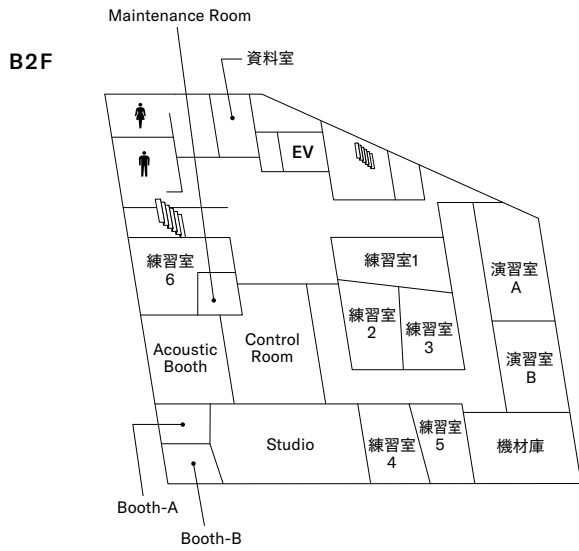 Maintenance Room
B2F
資料室
EV
練習室
6
練習室1
演習室
A
練習室
2
練習室
3
Acoustic
Booth
Control
Room
演習室
B
Studio
練習室
4
練習室
5
機材庫
Booth-A
Booth-B